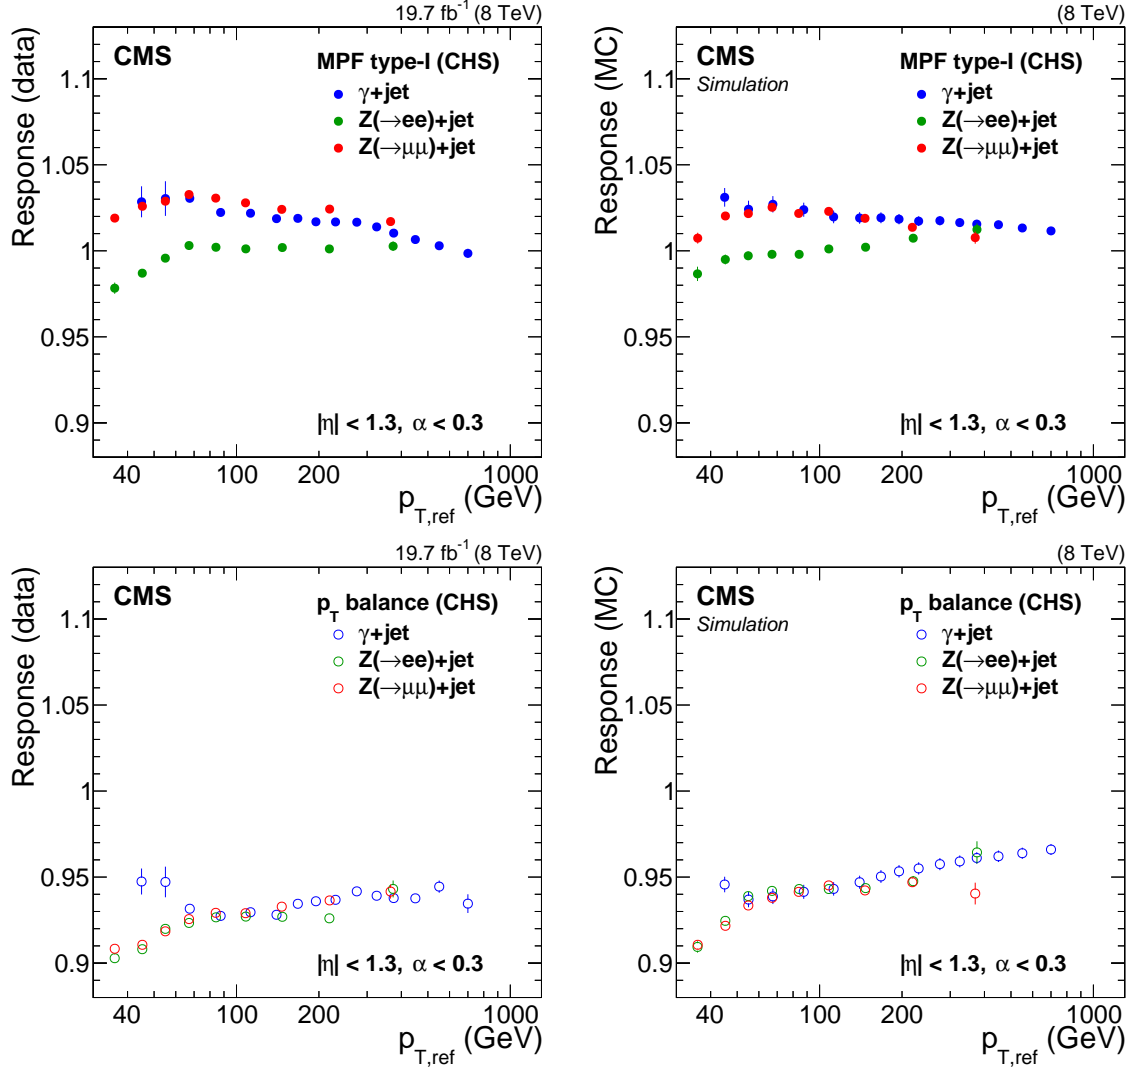 19.7 fb⁻¹ (8 TeV)
CMS
MPF type-I (CHS)
γ+jet
Z(→ee)+jet
Z(→μμ)+jet
Response (data)
1.1
1.05
1
0.95
0.9
|η| < 1.3, α < 0.3
40 100 200 1000
p_T,ref (GeV)
(8 TeV)
CMS
Simulation
MPF type-I (CHS)
γ+jet
Z(→ee)+jet
Z(→μμ)+jet
Response (MC)
1.1
1.05
1
0.95
0.9
|η| < 1.3, α < 0.3
40 100 200 1000
p_T,ref (GeV)
19.7 fb⁻¹ (8 TeV)
CMS
p_T balance (CHS)
γ+jet
Z(→ee)+jet
Z(→μμ)+jet
Response (data)
1.1
1.05
1
0.95
0.9
|η| < 1.3, α < 0.3
40 100 200 1000
p_T,ref (GeV)
(8 TeV)
CMS
Simulation
p_T balance (CHS)
γ+jet
Z(→ee)+jet
Z(→μμ)+jet
Response (MC)
1.1
1.05
1
0.95
0.9
|η| < 1.3, α < 0.3
40 100 200 1000
p_T,ref (GeV)